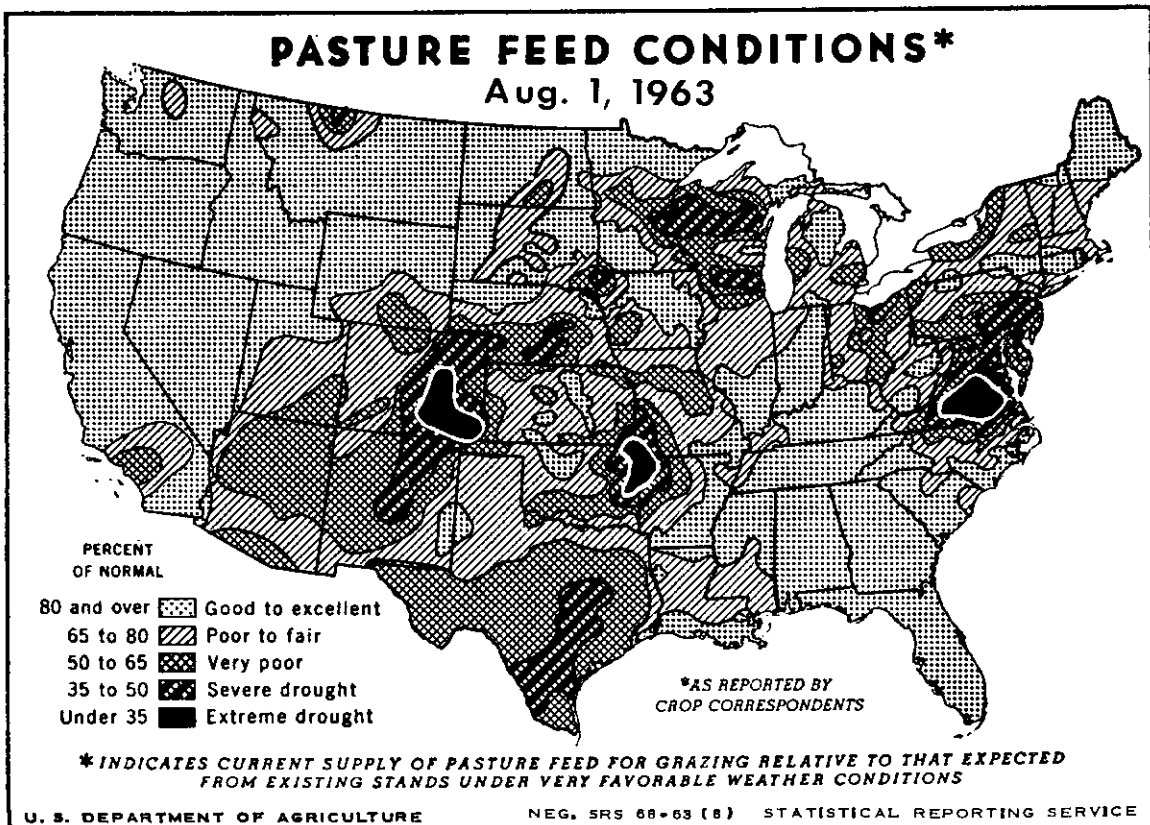 PASTURE FEED CONDITIONS*
Aug. 1, 1963
PERCENT
OF NORMAL
80 and over Good to excellent
65 to 80 Poor to fair
50 to 65 Very poor
35 to 50 Severe drought
Under 35 Extreme drought
*AS REPORTED BY
CROP CORRESPONDENTS
* INDICATES CURRENT SUPPLY OF PASTURE FEED FOR GRAZING RELATIVE TO THAT EXPECTED
FROM EXISTING STANDS UNDER VERY FAVORABLE WEATHER CONDITIONS
U. S. DEPARTMENT OF AGRICULTURE NEG. SRS 68-63 (8) STATISTICAL REPORTING SERVICE